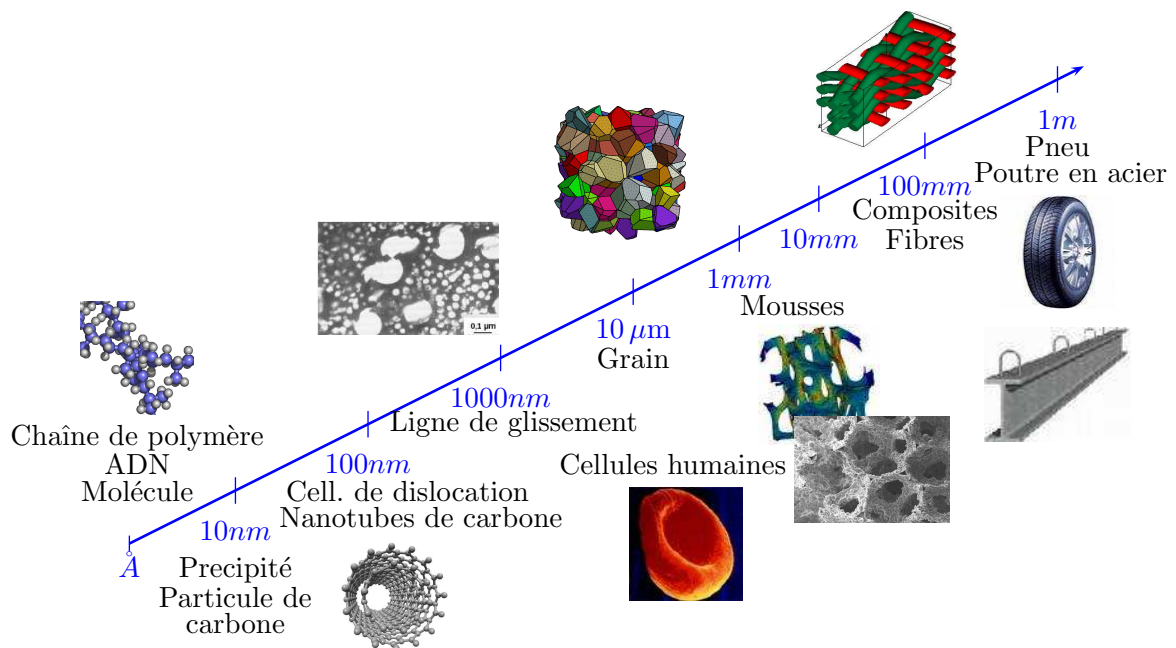 1m
Pneu
Poutre en acier
100mm
Composites
Fibres
10mm
1mm
Mousses
10 µm
Grain
0,1 µm
1000nm
Ligne de glissement
Chaîne de polymère
ADN
Molécule
100nm
Cell. de dislocation
Nanotubes de carbone
Cellules humaines
10nm
Å
Precipité
Particule de
carbone